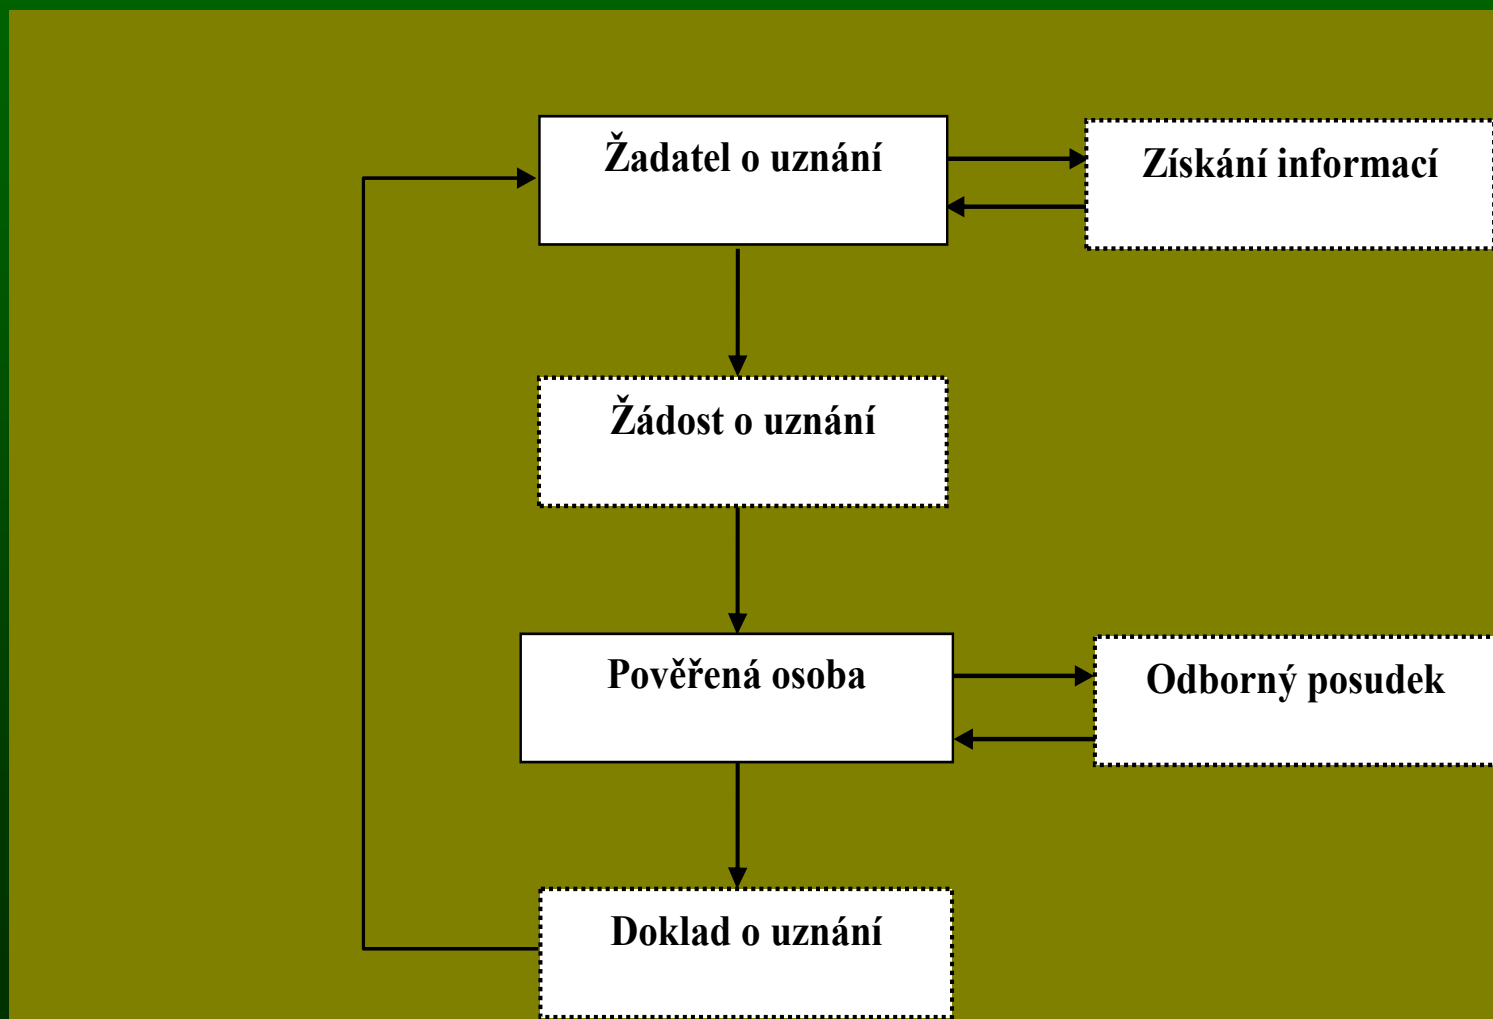 Žadatel o uznání
Získání informací
Žádost o uznání
Pověřená osoba
Odborný posudek
Doklad o uznání